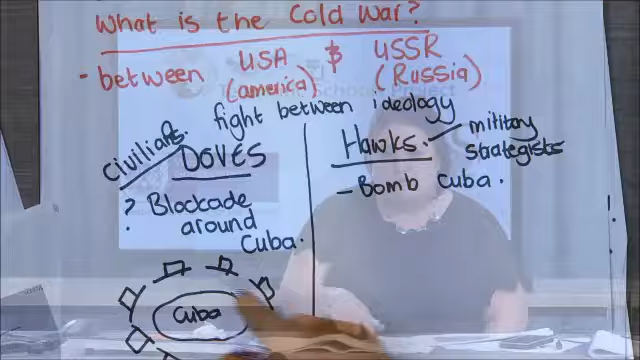 What is the Cold War?
- between USA $ USSR
(america) (Russia)
fight between ideology
civilians.
DOVES
? Blockade
around
Cuba.
Hawks.
military
strategists
- Bomb Cuba.
Cuba